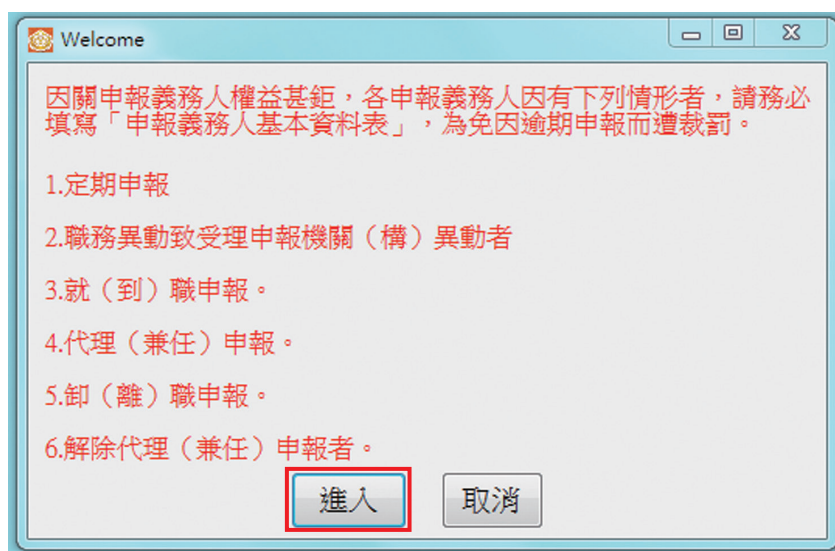 Welcome
因關申報義務人權益甚鉅，各申報義務人因有下列情形者，請務必
填寫「申報義務人基本資料表」，為免因逾期申報而遭裁罰。
1.定期申報
2.職務異動致受理申報機關（構）異動者
3.就（到）職申報。
4.代理（兼任）申報。
5.卸（離）職申報。
6.解除代理（兼任）申報者。
進入 取消